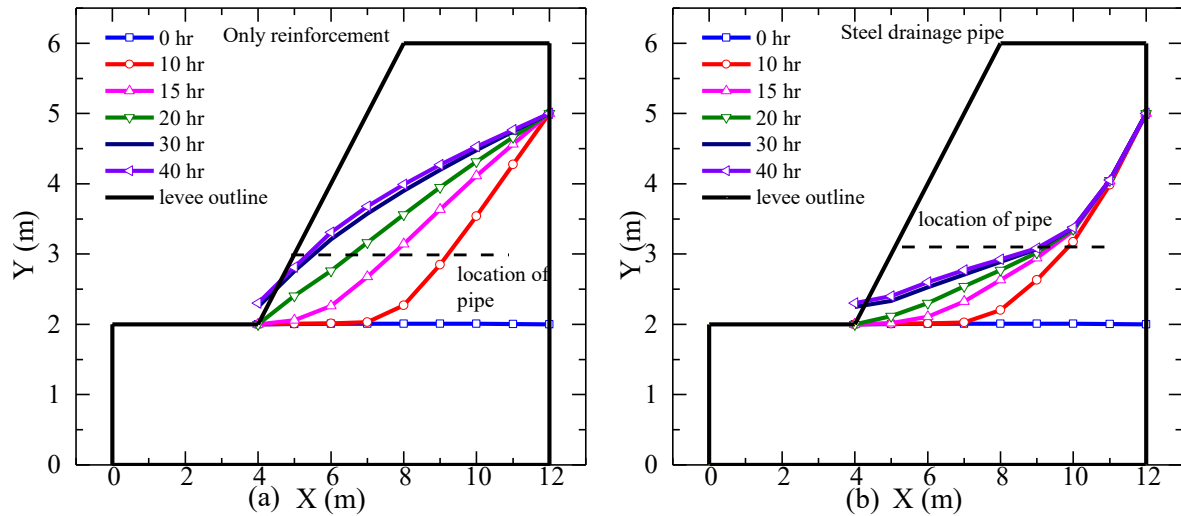 Only reinforcement
0 hr
10 hr
15 hr
20 hr
30 hr
40 hr
levee outline
location of
pipe
6
5
4
3
2
1
0
Y (m)
0
2
4
6
8
10
12
(a)
X (m)
Steel drainage pipe
0 hr
10 hr
15 hr
20 hr
30 hr
40 hr
levee outline
location of pipe
6
5
4
3
2
1
0
Y (m)
0
2
4
6
8
10
12
(b)
X (m)